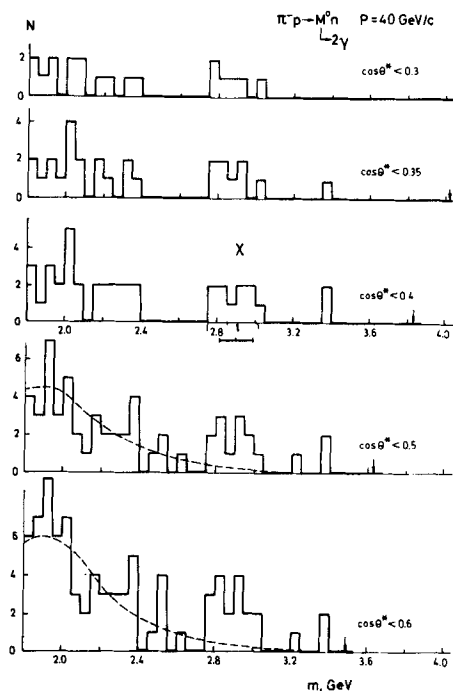 N
π⁻p→M⁰n P=40 GeV/c
↳2γ
2
0
cosθ*<0.3
4
2
0
cosθ*<0.35
X
4
2
0
cosθ*<0.4
2.0 2.4 2.8 3.2 3.6 4.0
6
4
2
0
cosθ*<0.5
8
4
0
cosθ*<0.6
2.0 2.4 2.8 3.2 3.6 4.0
m, GeV